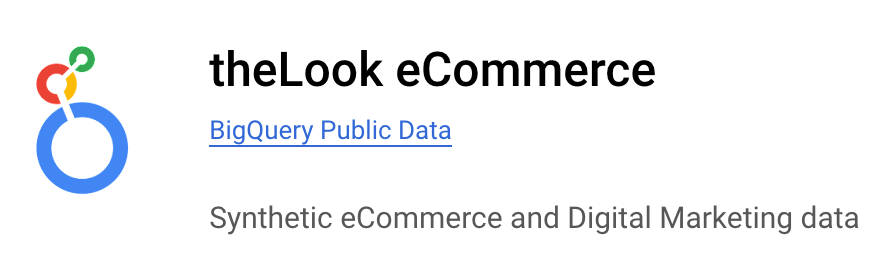 theLook eCommerce
BigQuery Public Data
Synthetic eCommerce and Digital Marketing data